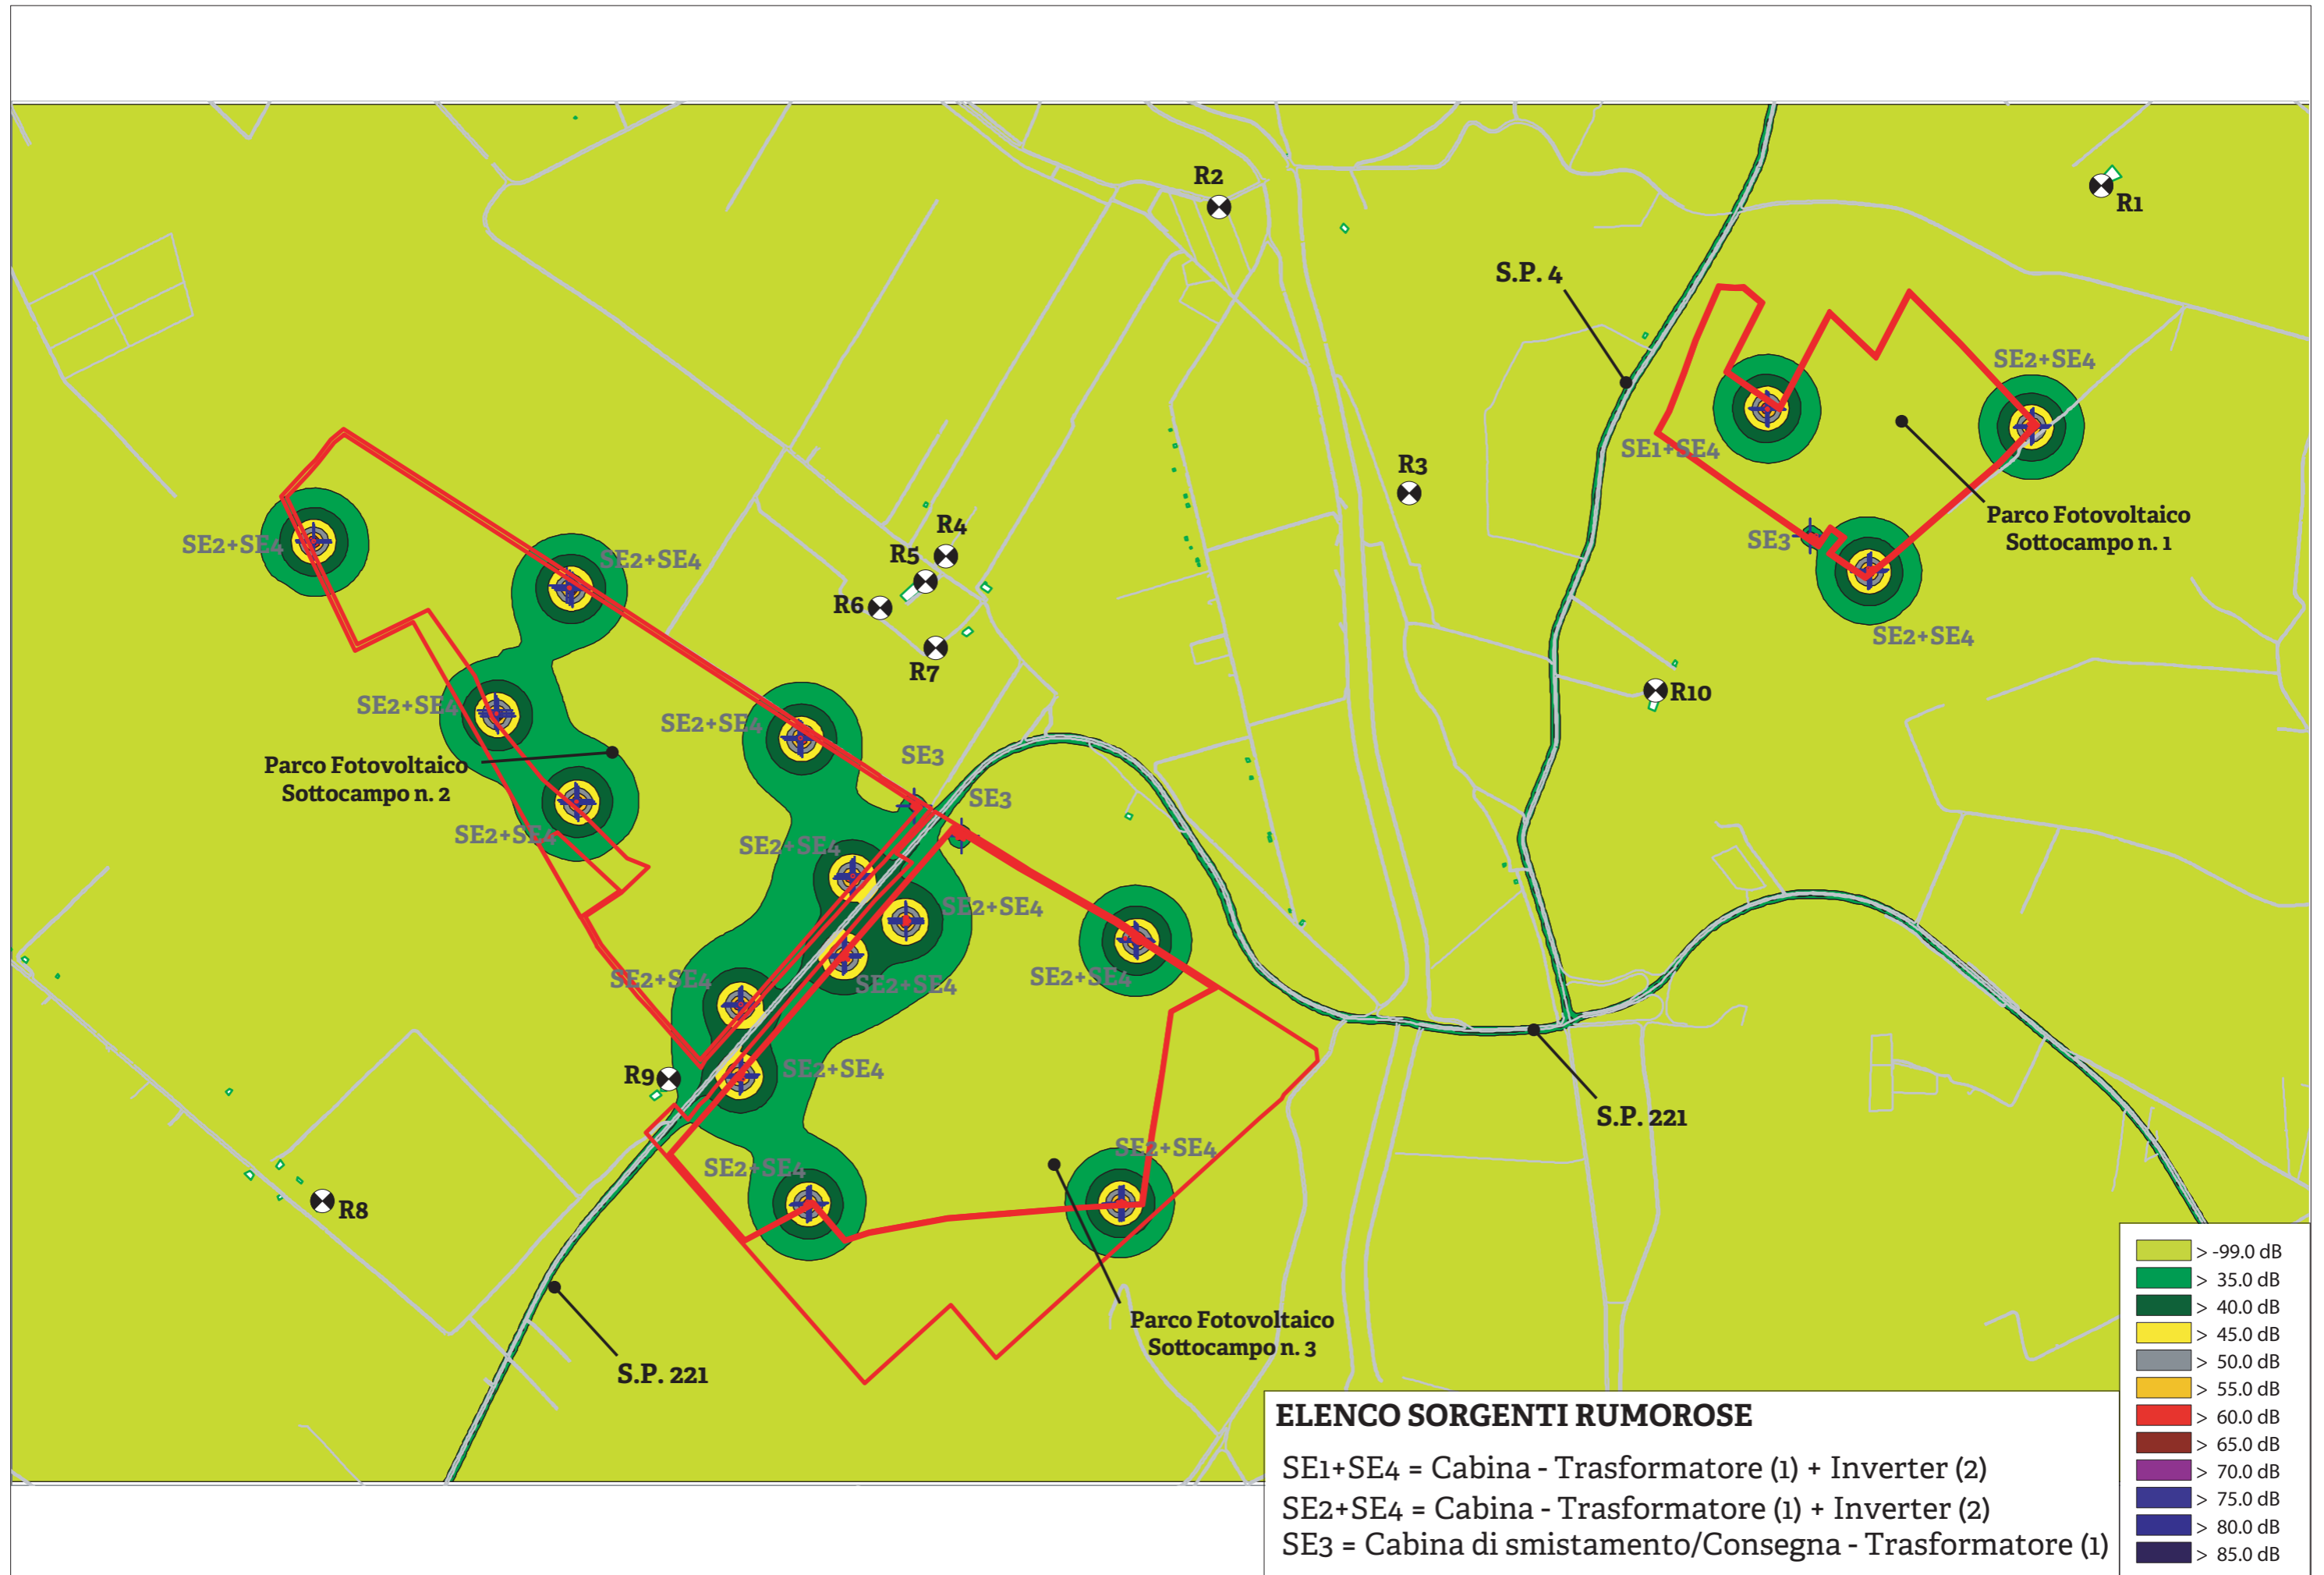 R2
R1
S.P. 4
SE2+SE4
SE1+SE4
R3
Parco Fotovoltaico
Sottocampo n. 1
SE3
R4
SE2+SE4
SE2+SE4
R5
R6
SE2+SE4
R7
R10
SE2+SE4
SE2+SE4
Parco Fotovoltaico
Sottocampo n. 2
SE3
SE3
SE2+SE4
SE2+SE4
SE2+SE4
SE2+SE4
SE2+SE4
SE2+SE4
R9
SE2+SE4
S.P. 221
SE2+SE4
SE2+SE4
R8
Parco Fotovoltaico
Sottocampo n. 3
S.P. 221
> -99.0 dB
> 35.0 dB
> 40.0 dB
> 45.0 dB
> 50.0 dB
> 55.0 dB
> 60.0 dB
> 65.0 dB
> 70.0 dB
> 75.0 dB
> 80.0 dB
> 85.0 dB
ELENCO SORGENTI RUMOROSE
SE1+SE4 = Cabina - Trasformatore (1) + Inverter (2)
SE2+SE4 = Cabina - Trasformatore (1) + Inverter (2)
SE3 = Cabina di smistamento/Consegna - Trasformatore (1)